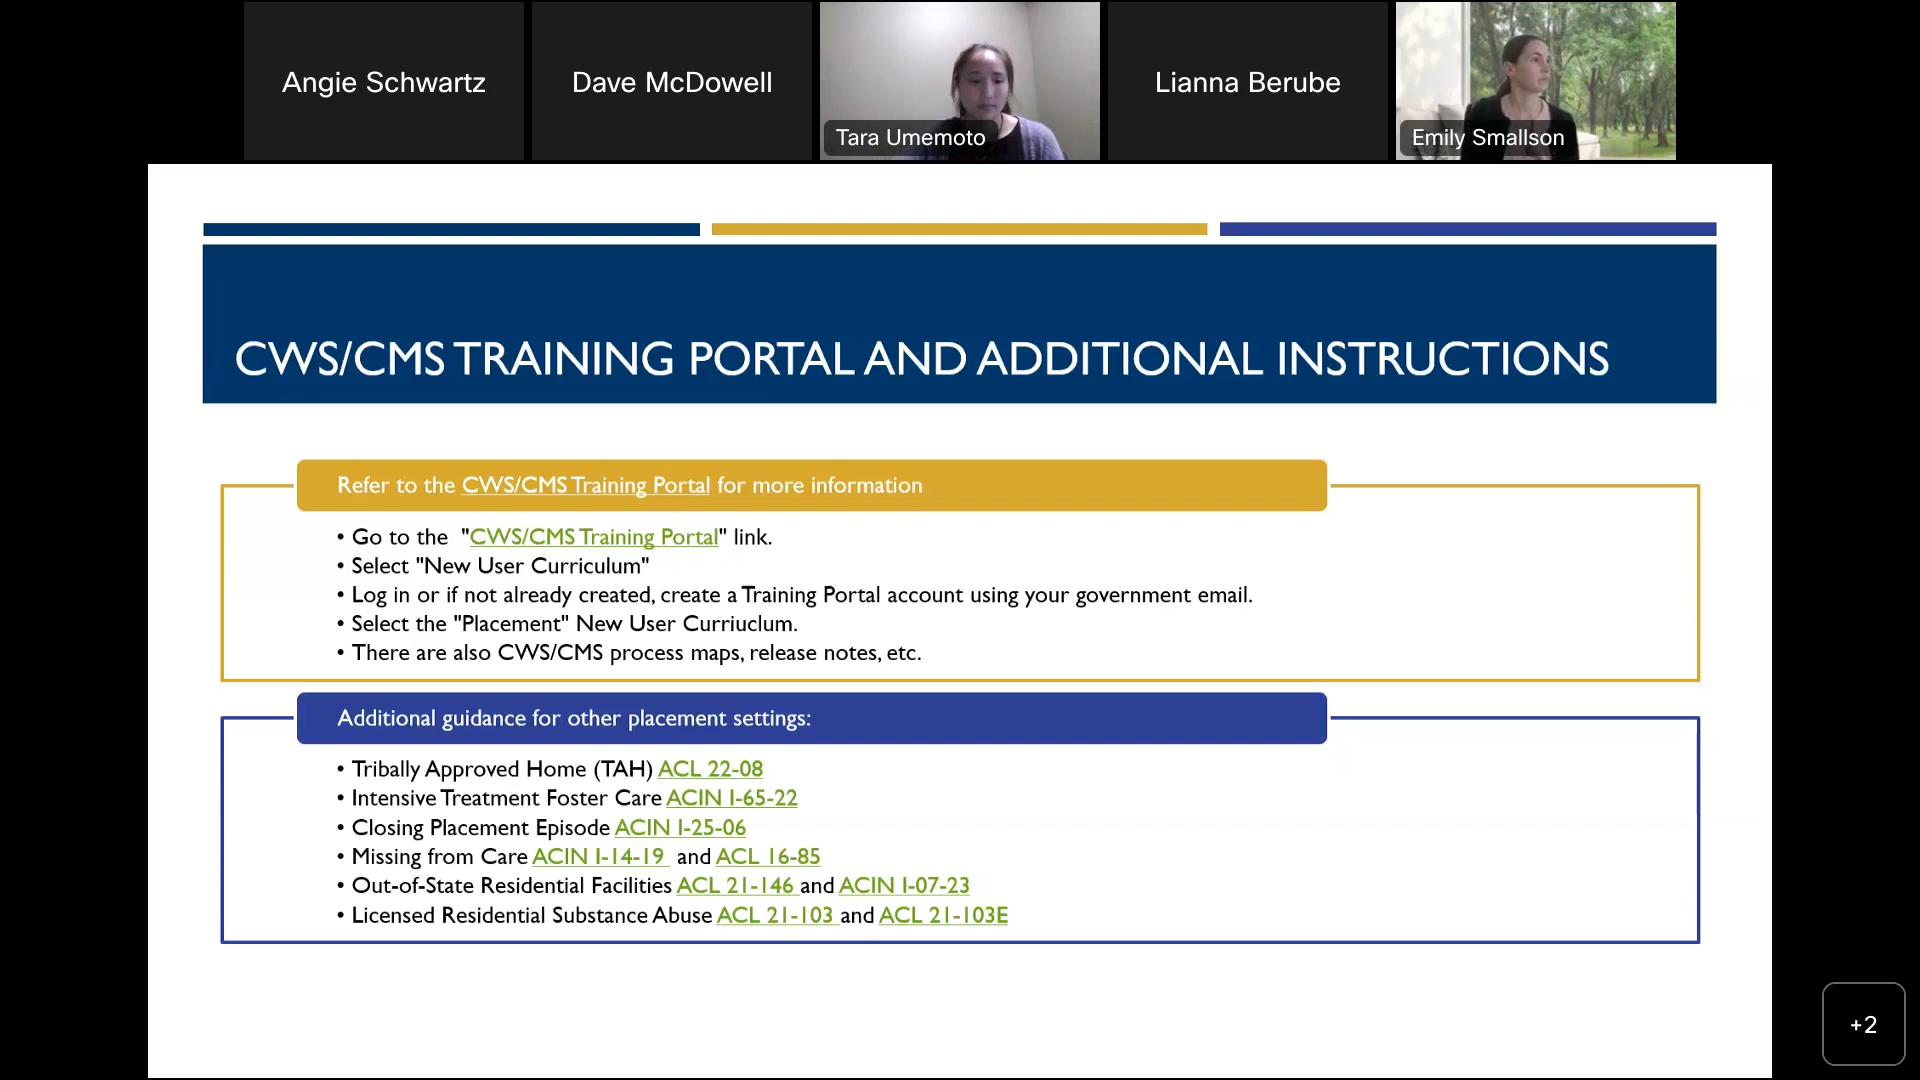 Angie Schwartz
Dave McDowell
Tara Umemoto
Lianna Berube
Emily Smallson
CWS/CMS TRAINING PORTAL AND ADDITIONAL INSTRUCTIONS
Refer to the CWS/CMS Training Portal for more information
• Go to the "CWS/CMS Training Portal" link.
• Select "New User Curriculum"
• Log in or if not already created, create a Training Portal account using your government email.
• Select the "Placement" New User Curriuclum.
• There are also CWS/CMS process maps, release notes, etc.
Additional guidance for other placement settings:
• Tribally Approved Home (TAH) ACL 22-08
• Intensive Treatment Foster Care ACIN I-65-22
• Closing Placement Episode ACIN I-25-06
• Missing from Care ACIN I-14-19 and ACL 16-85
• Out-of-State Residential Facilities ACL 21-146 and ACIN I-07-23
• Licensed Residential Substance Abuse ACL 21-103 and ACL 21-103E
+2